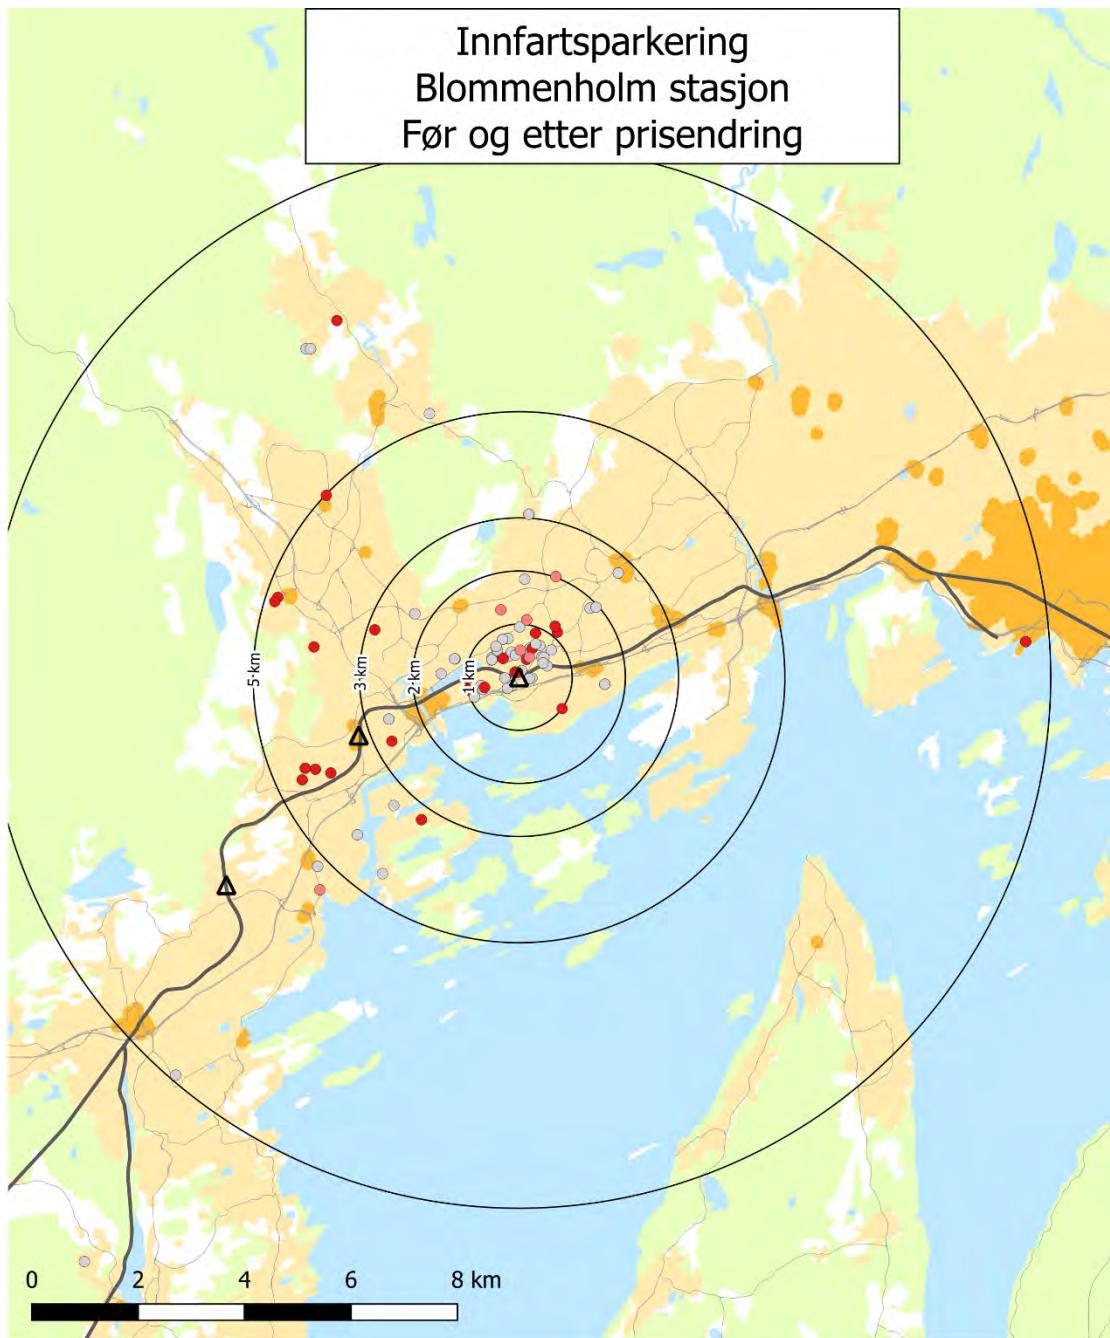 Innfartsparkering
Blommenholm stasjon
Før og etter prisendring
5 km
3 km
2 km
1 km
0 2 4 6 8 km